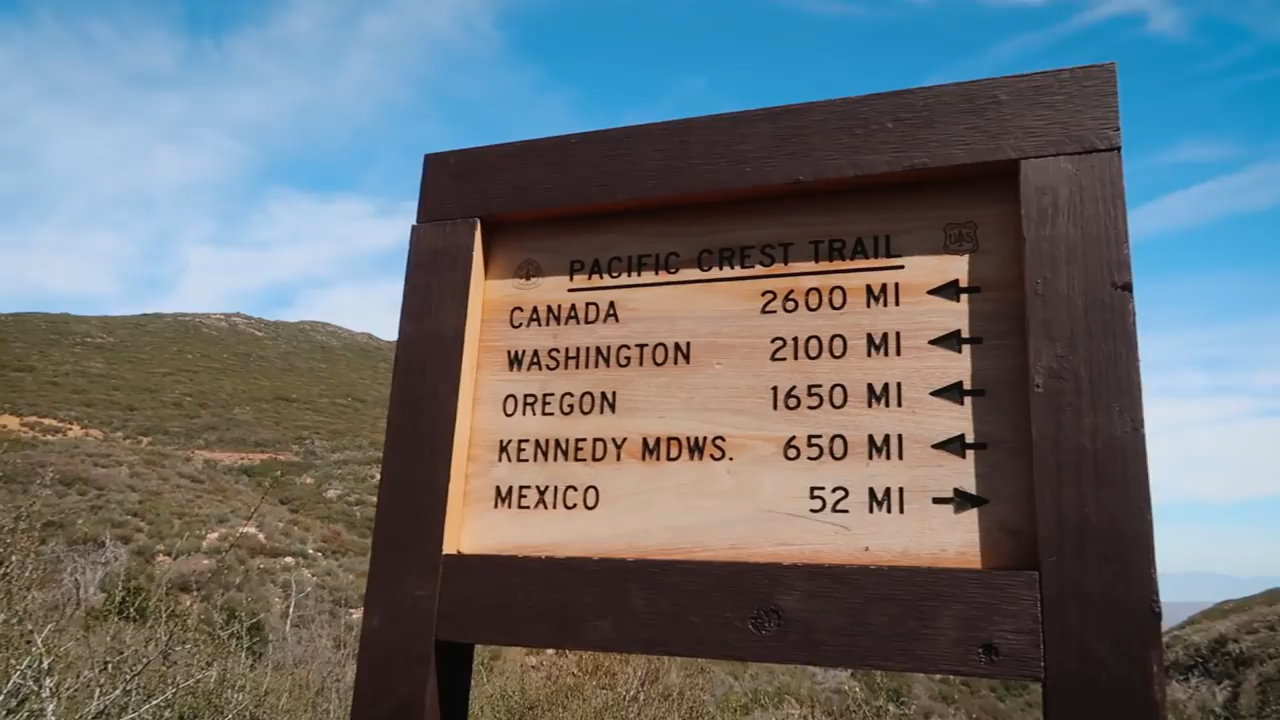 PACIFIC CREST TRAIL
US
CANADA 2600 MI
WASHINGTON 2100 MI
OREGON 1650 MI
KENNEDY MDWS. 650 MI
MEXICO 52 MI